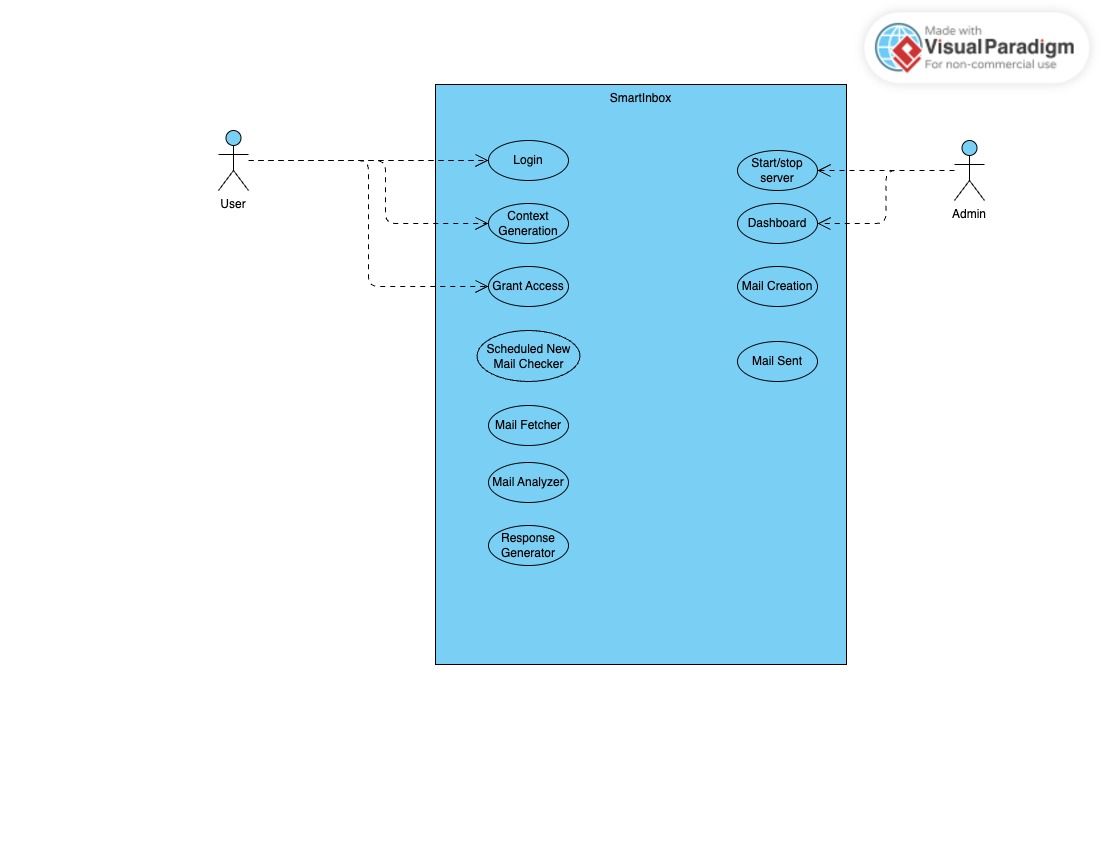 Made with
Visual Paradigm
For non-commercial use
SmartInbox
User
Admin
Login
Context
Generation
Grant Access
Scheduled New
Mail Checker
Mail Fetcher
Mail Analyzer
Response
Generator
Start/stop
server
Dashboard
Mail Creation
Mail Sent